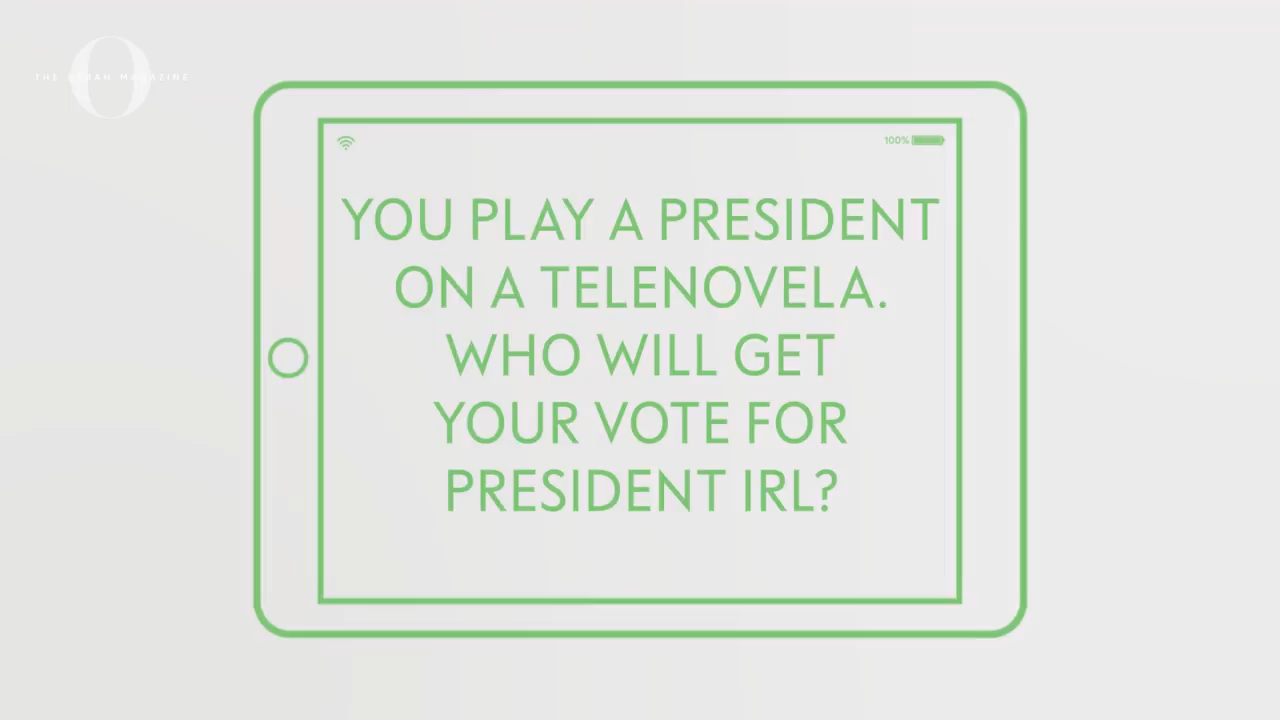 O
THE OPRAH MAGAZINE
100%
YOU PLAY A PRESIDENT
ON A TELENOVELA.
WHO WILL GET
YOUR VOTE FOR
PRESIDENT IRL?